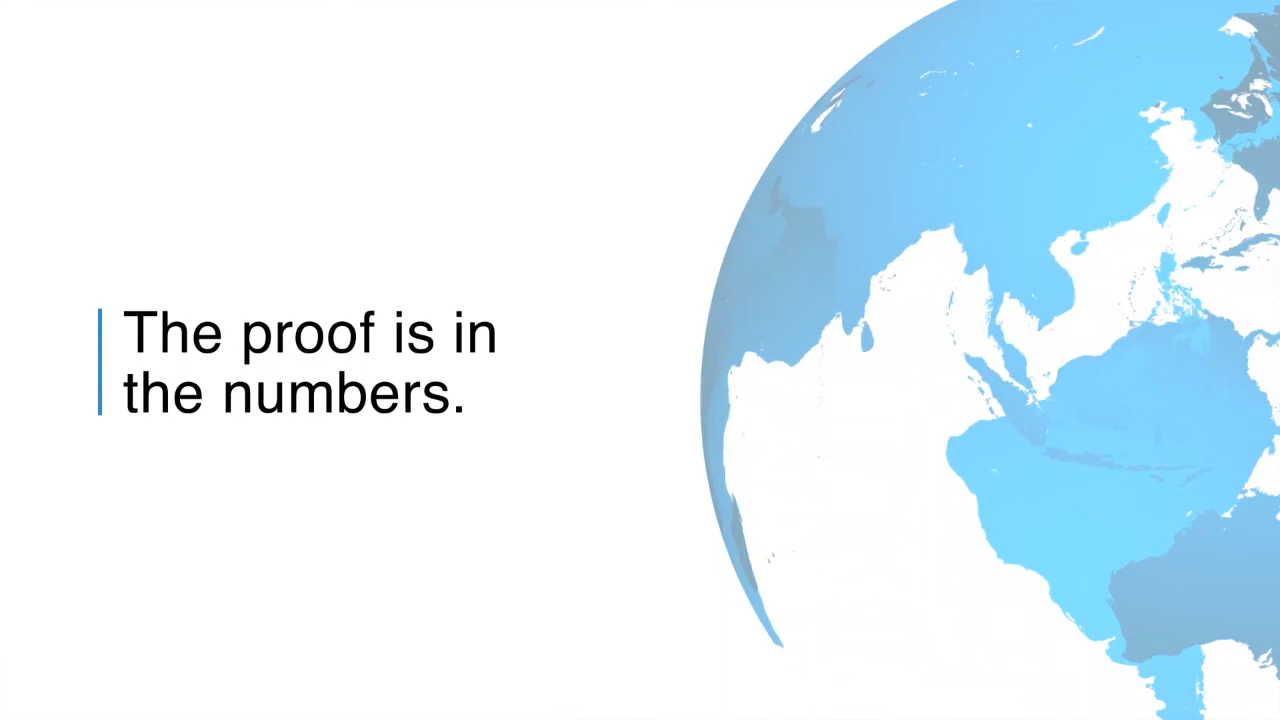 The proof is in
the numbers.